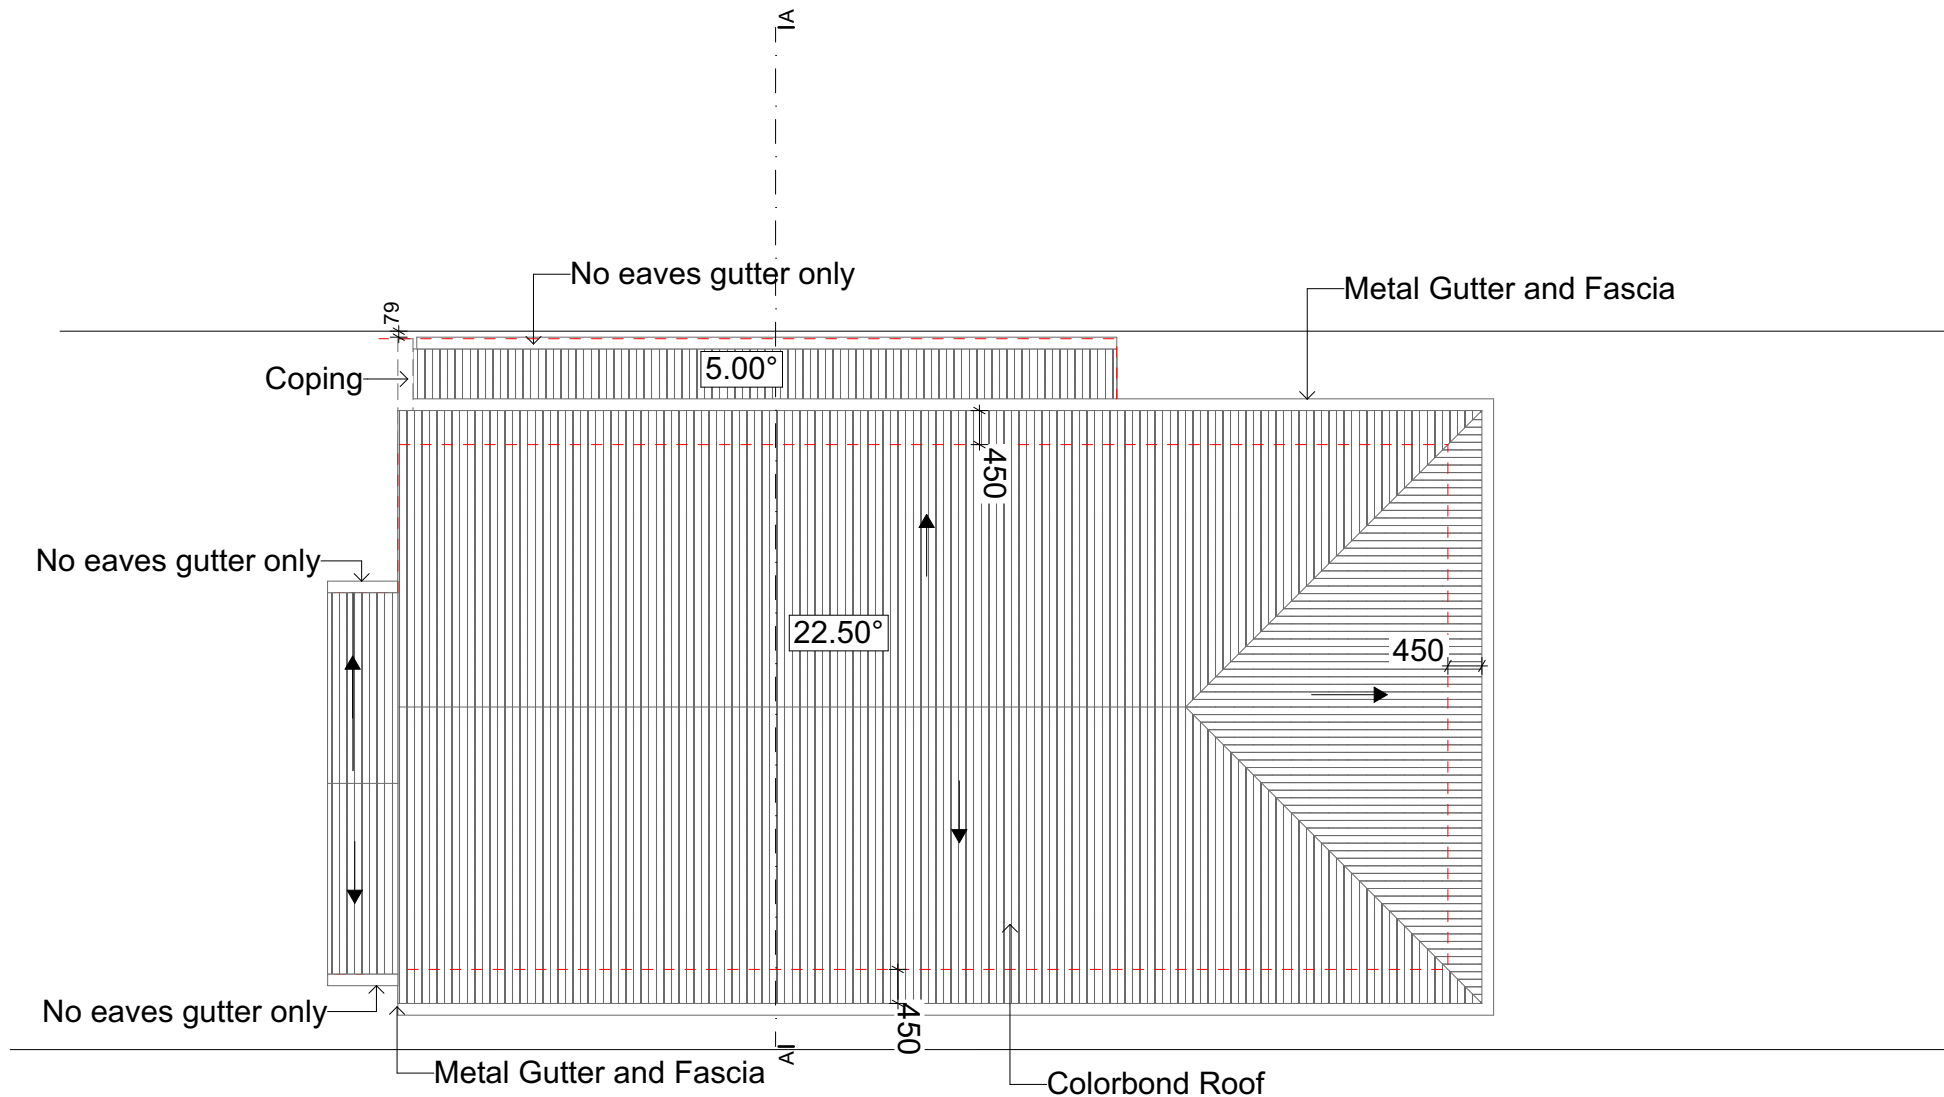 A
No eaves gutter only
Metal Gutter and Fascia
79
Coping
5.00°
450
No eaves gutter only
22.50°
450
No eaves gutter only
450
A
Metal Gutter and Fascia
Colorbond Roof